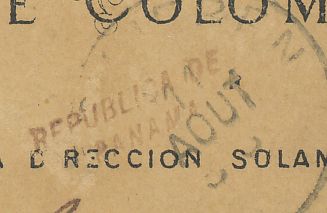 E COLOM
REPUBLICA DE
PANAMA
AOUT
A D RECCION SOLAM